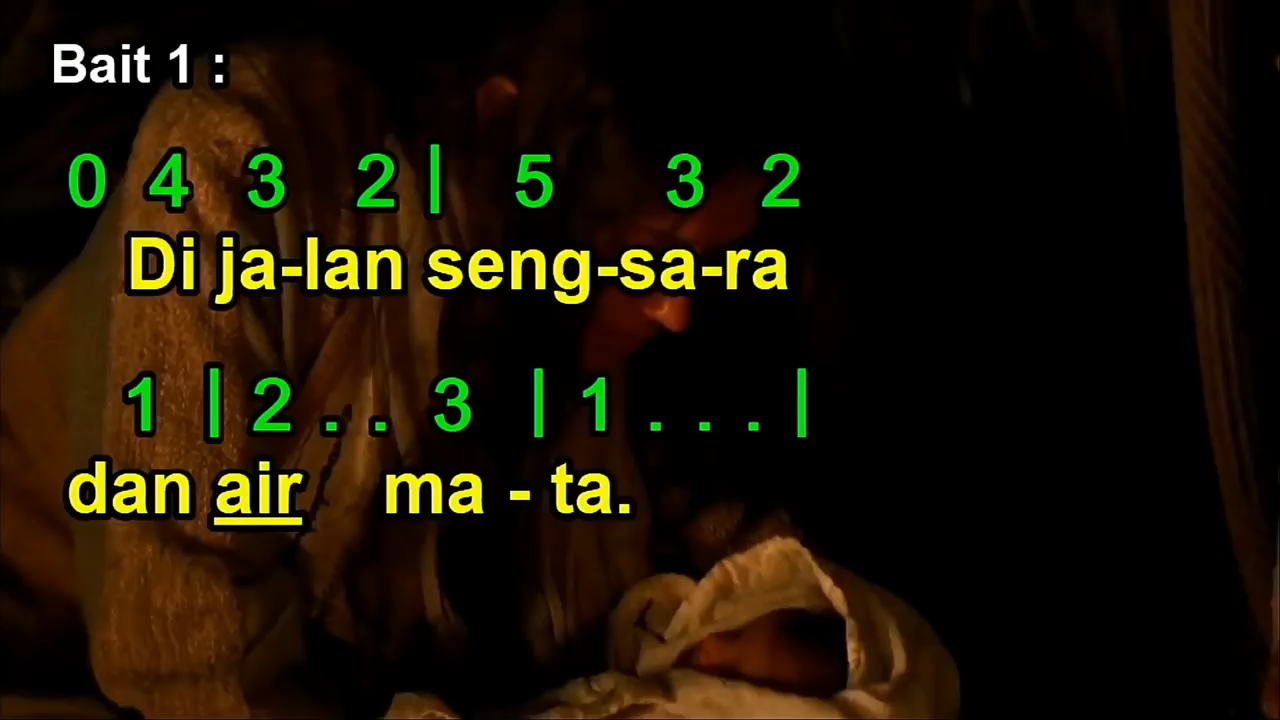 Bait 1 :
0 4 3 2 | 5 3 2
Di ja-lan seng-sa-ra
1 | 2 . . 3 | 1 . . . |
dan air ma - ta.